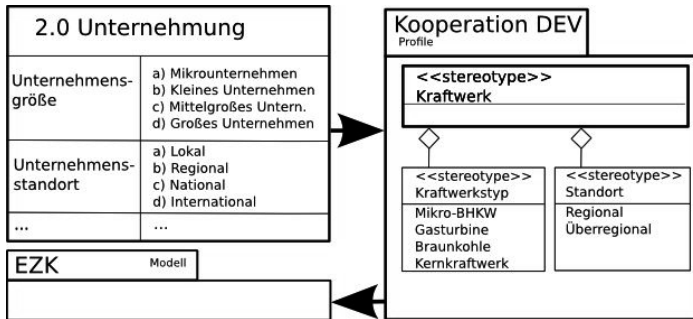 2.0 Unternehmung
Unternehmens-
größe
a) Mikrounternehmen
b) Kleines Unternehmen
c) Mittelgroßes Untern.
d) Großes Unternehmen
Unternehmens-
standort
a) Lokal
b) Regional
c) National
d) International
...
...
Kooperation DEV
Profile
<<stereotype>>
Kraftwerk
<<stereotype>>
Kraftwerkstyp
Mikro-BHKW
Gasturbine
Braunkohle
Kernkraftwerk
<<stereotype>>
Standort
Regional
Überregional
EZK
Modell